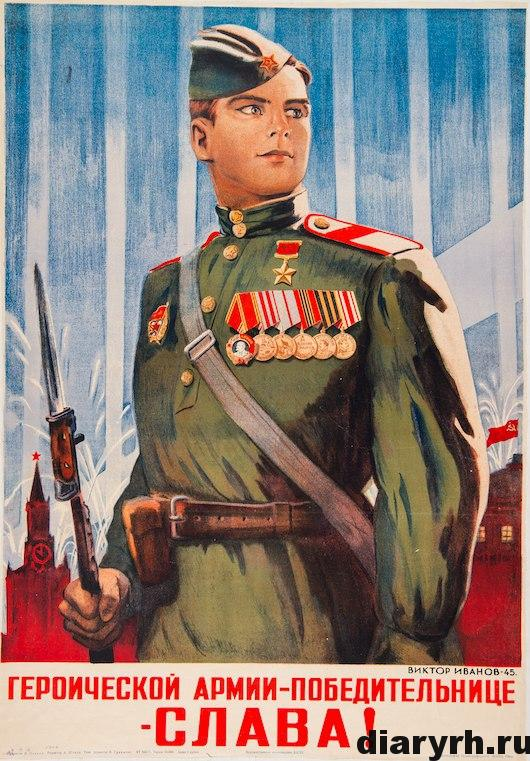 ВИКТОР ИВАНОВ-45.
ГЕРОИЧЕСКОЙ АРМИИ-ПОБЕДИТЕЛЬНИЦЕ
-СЛАВА!
diaryrh.ru